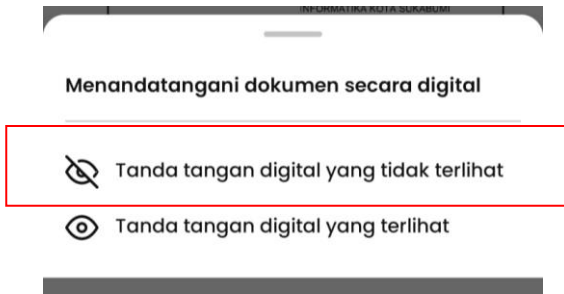 INFORMATIKA KOTA SUKABUMI
Menandatangani dokumen secara digital
Tanda tangan digital yang tidak terlihat
Tanda tangan digital yang terlihat